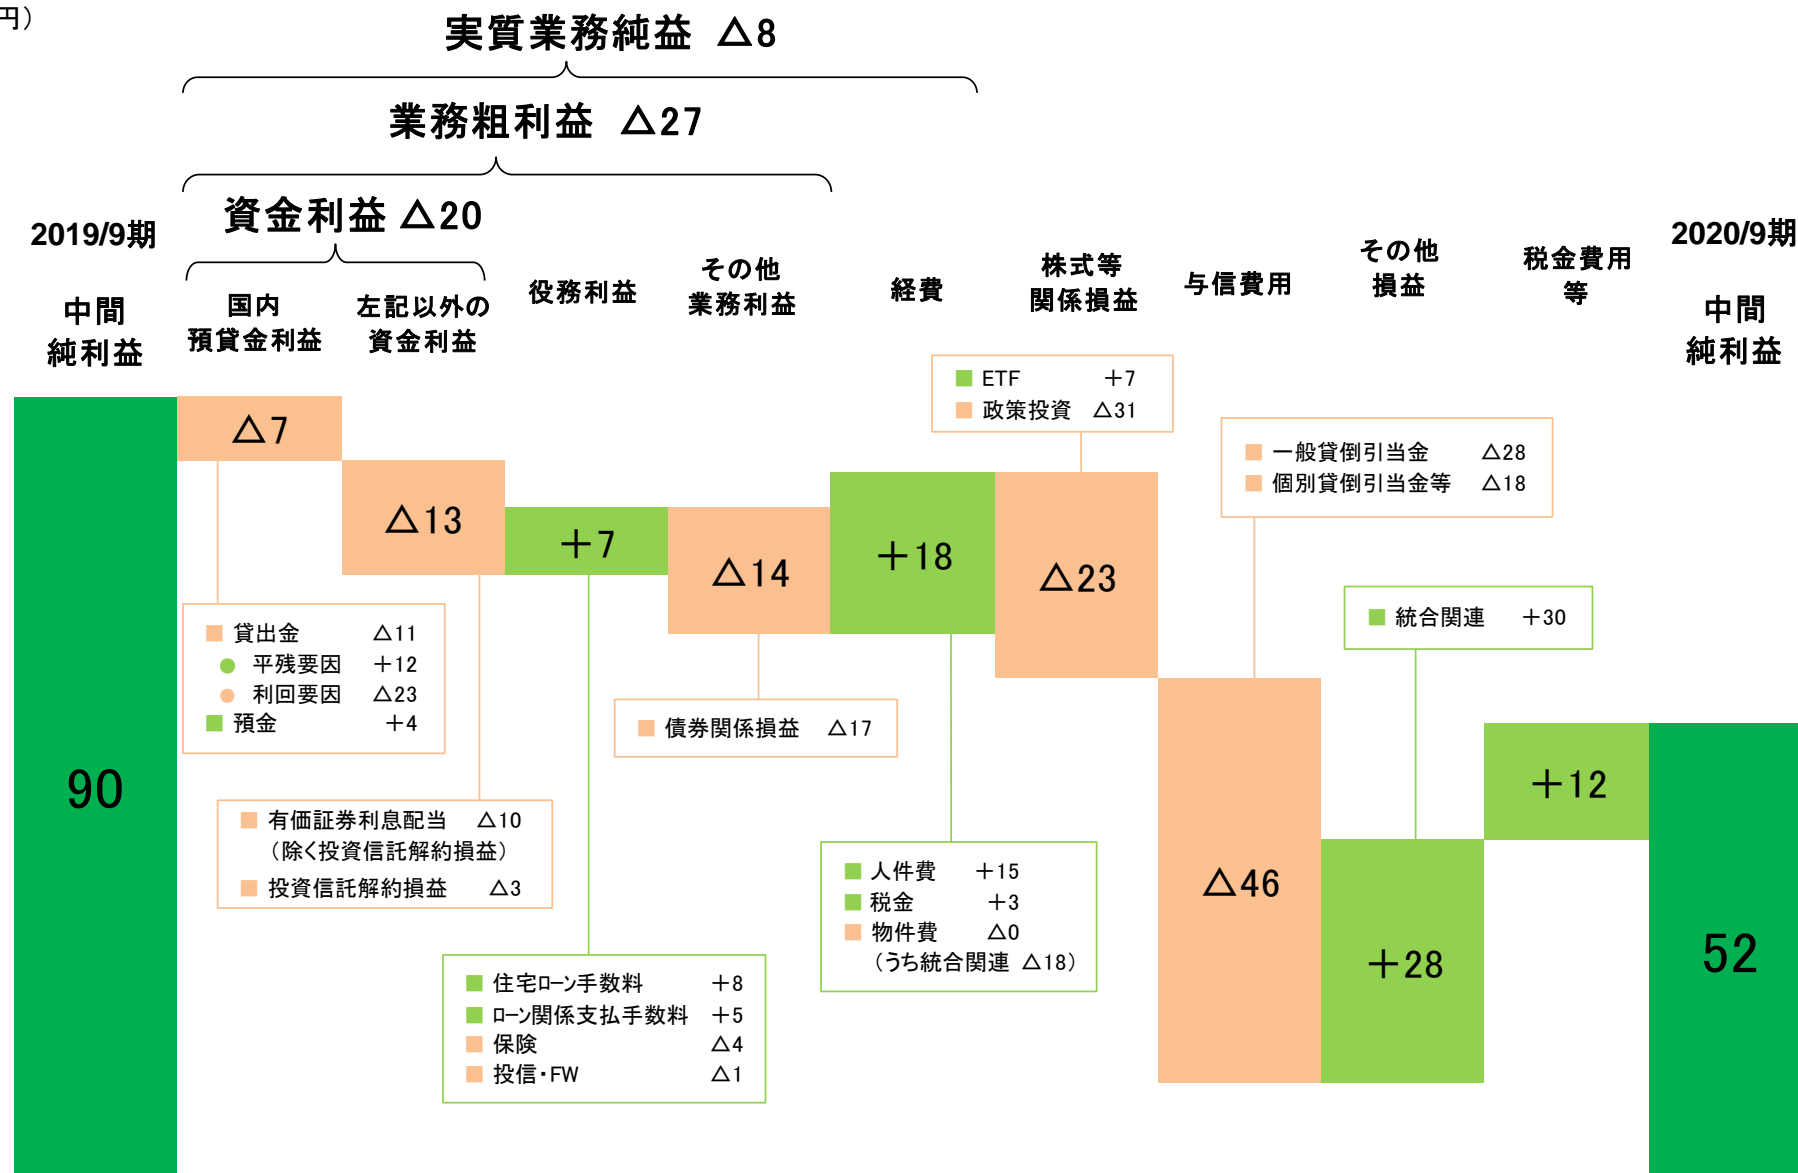 円)
実質業務純益 △8
業務粗利益 △27
資金利益 △20
2019/9期
中間
純利益
国内
預貸金利益
左記以外の
資金利益
役務利益
その他
業務利益
経費
株式等
関係損益
与信費用
その他
損益
税金費用
等
2020/9期
中間
純利益
90
△7
△13
+7
△14
+18
△23
△46
+28
+12
52
ETF +7
政策投資 △31
一般貸倒引当金 △28
個別貸倒引当金等 △18
統合関連 +30
貸出金 △11
平残要因 +12
利回要因 △23
預金 +4
債券関係損益 △17
有価証券利息配当 △10
(除く投資信託解約損益)
投資信託解約損益 △3
人件費 +15
税金 +3
物件費 △0
(うち統合関連 △18)
住宅ローン手数料 +8
ローン関係支払手数料 +5
保険 △4
投信・FW △1